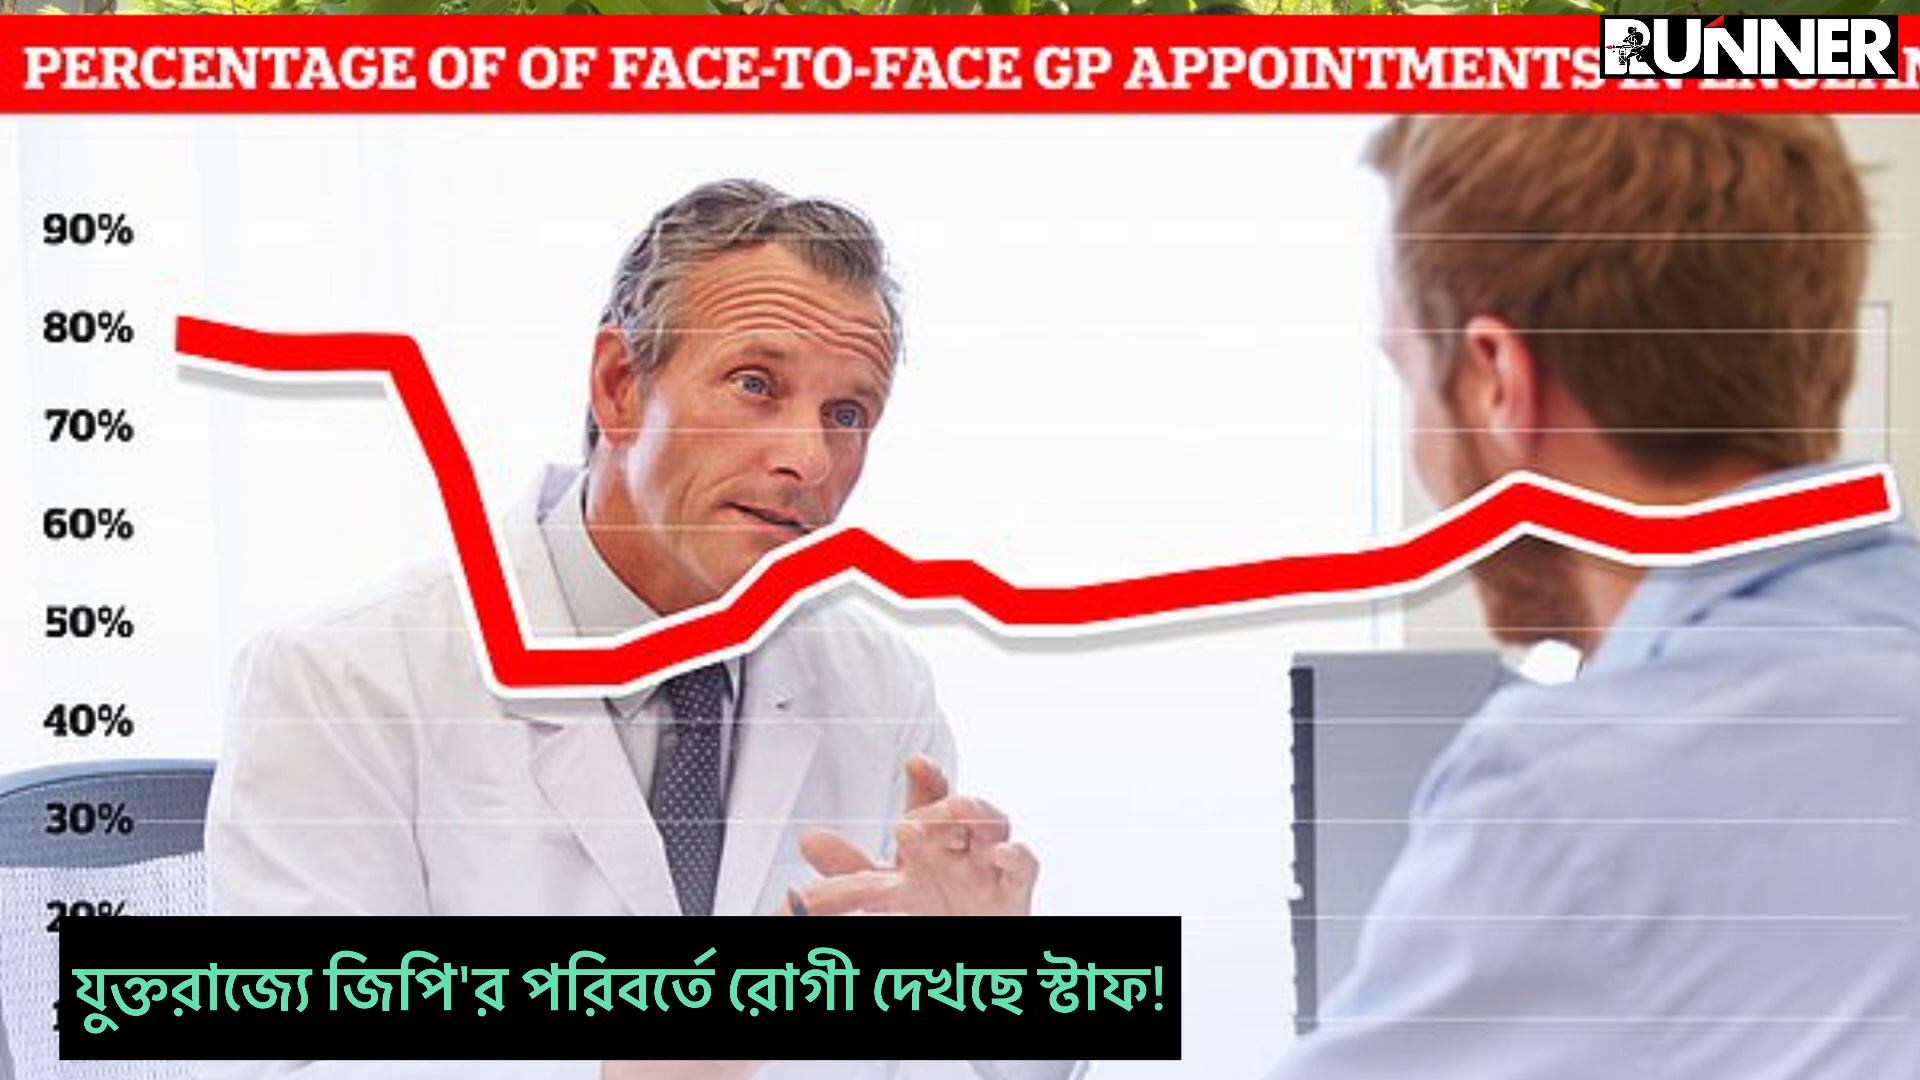 PERCENTAGE OF OF FACE-TO-FACE GP APPOINTMENTS
RUNNER
90%
80%
70%
60%
50%
40%
30%
20%
যুক্তরাজ্যে জিপি'র পরিবর্তে রোগী দেখছে স্টাফ!